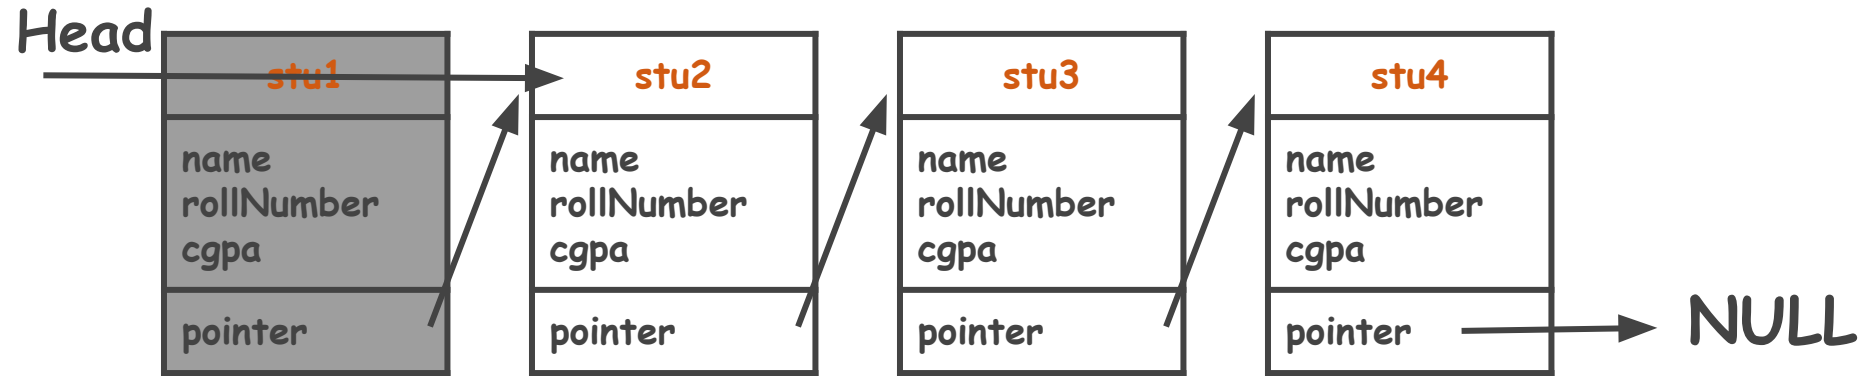 Head
stu1
name
rollNumber
cgpa
pointer
stu2
name
rollNumber
cgpa
pointer
stu3
name
rollNumber
cgpa
pointer
stu4
name
rollNumber
cgpa
pointer
NULL